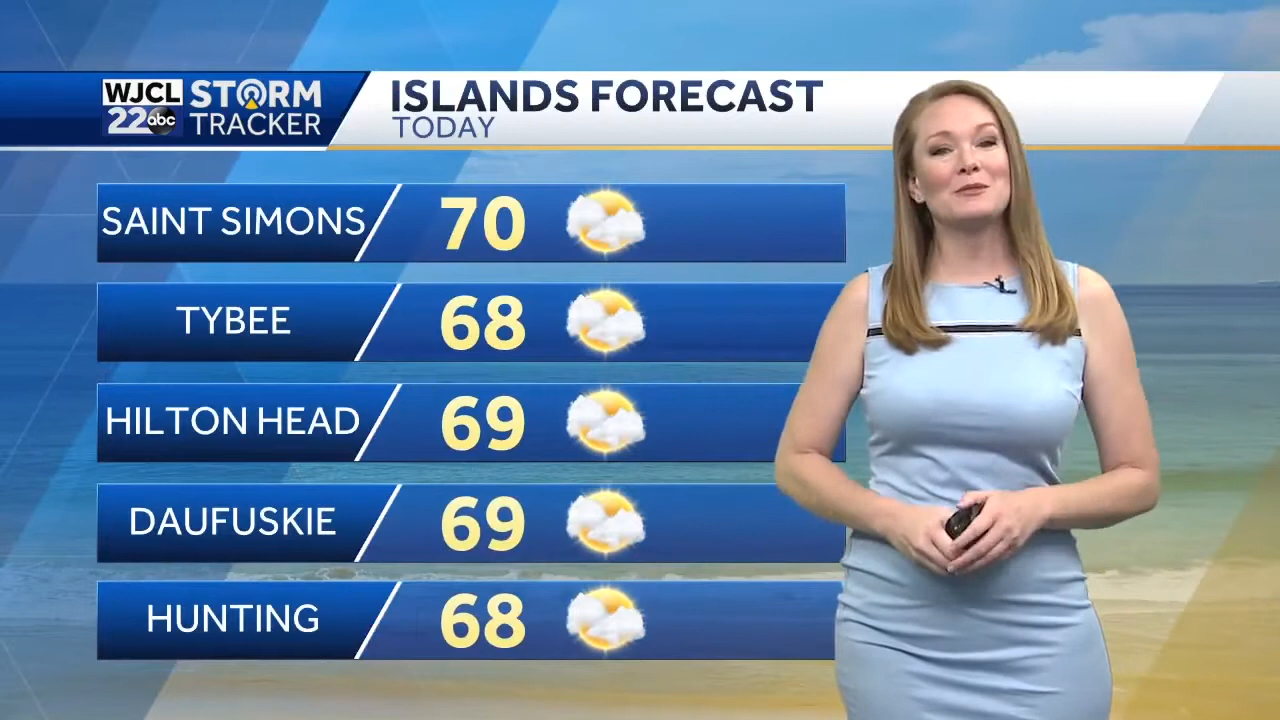 WJCL
22 abc
STORM
TRACKER
ISLANDS FORECAST
TODAY
SAINT SIMONS 70
TYBEE 68
HILTON HEAD 69
DAUFUSKIE 69
HUNTING 68